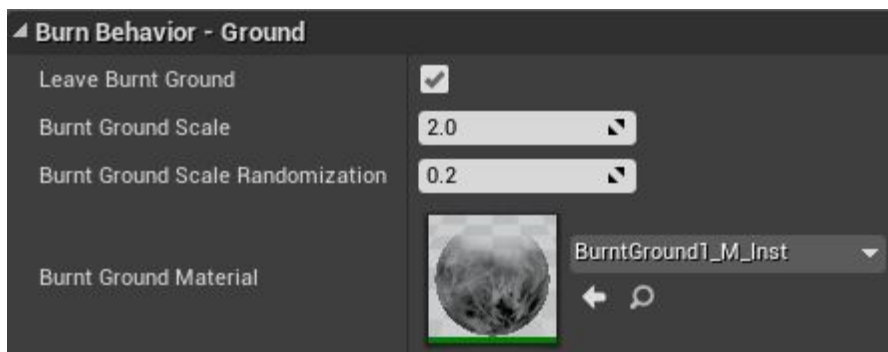 Burn Behavior - Ground
Leave Burnt Ground
Burnt Ground Scale 2.0
Burnt Ground Scale Randomization 0.2
BurntGround1_M_Inst
Burnt Ground Material